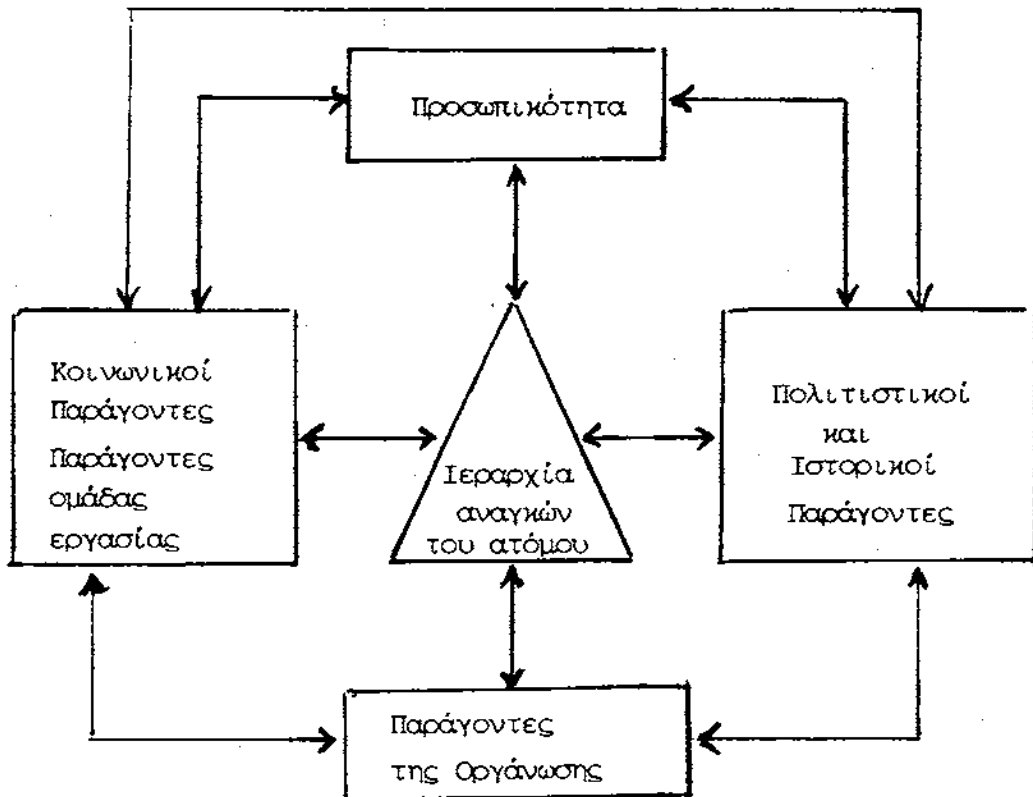 Προσωπικότητα
Κοινωνικοί
Παράγοντες
Παράγοντες
ομάδας
εργασίας
Ιεραρχία
αναγκών
του ατόμου
Πολιτιστικοί
και
Ιστορικοί
Παράγοντες
Παράγοντες
της Οργάνωσης